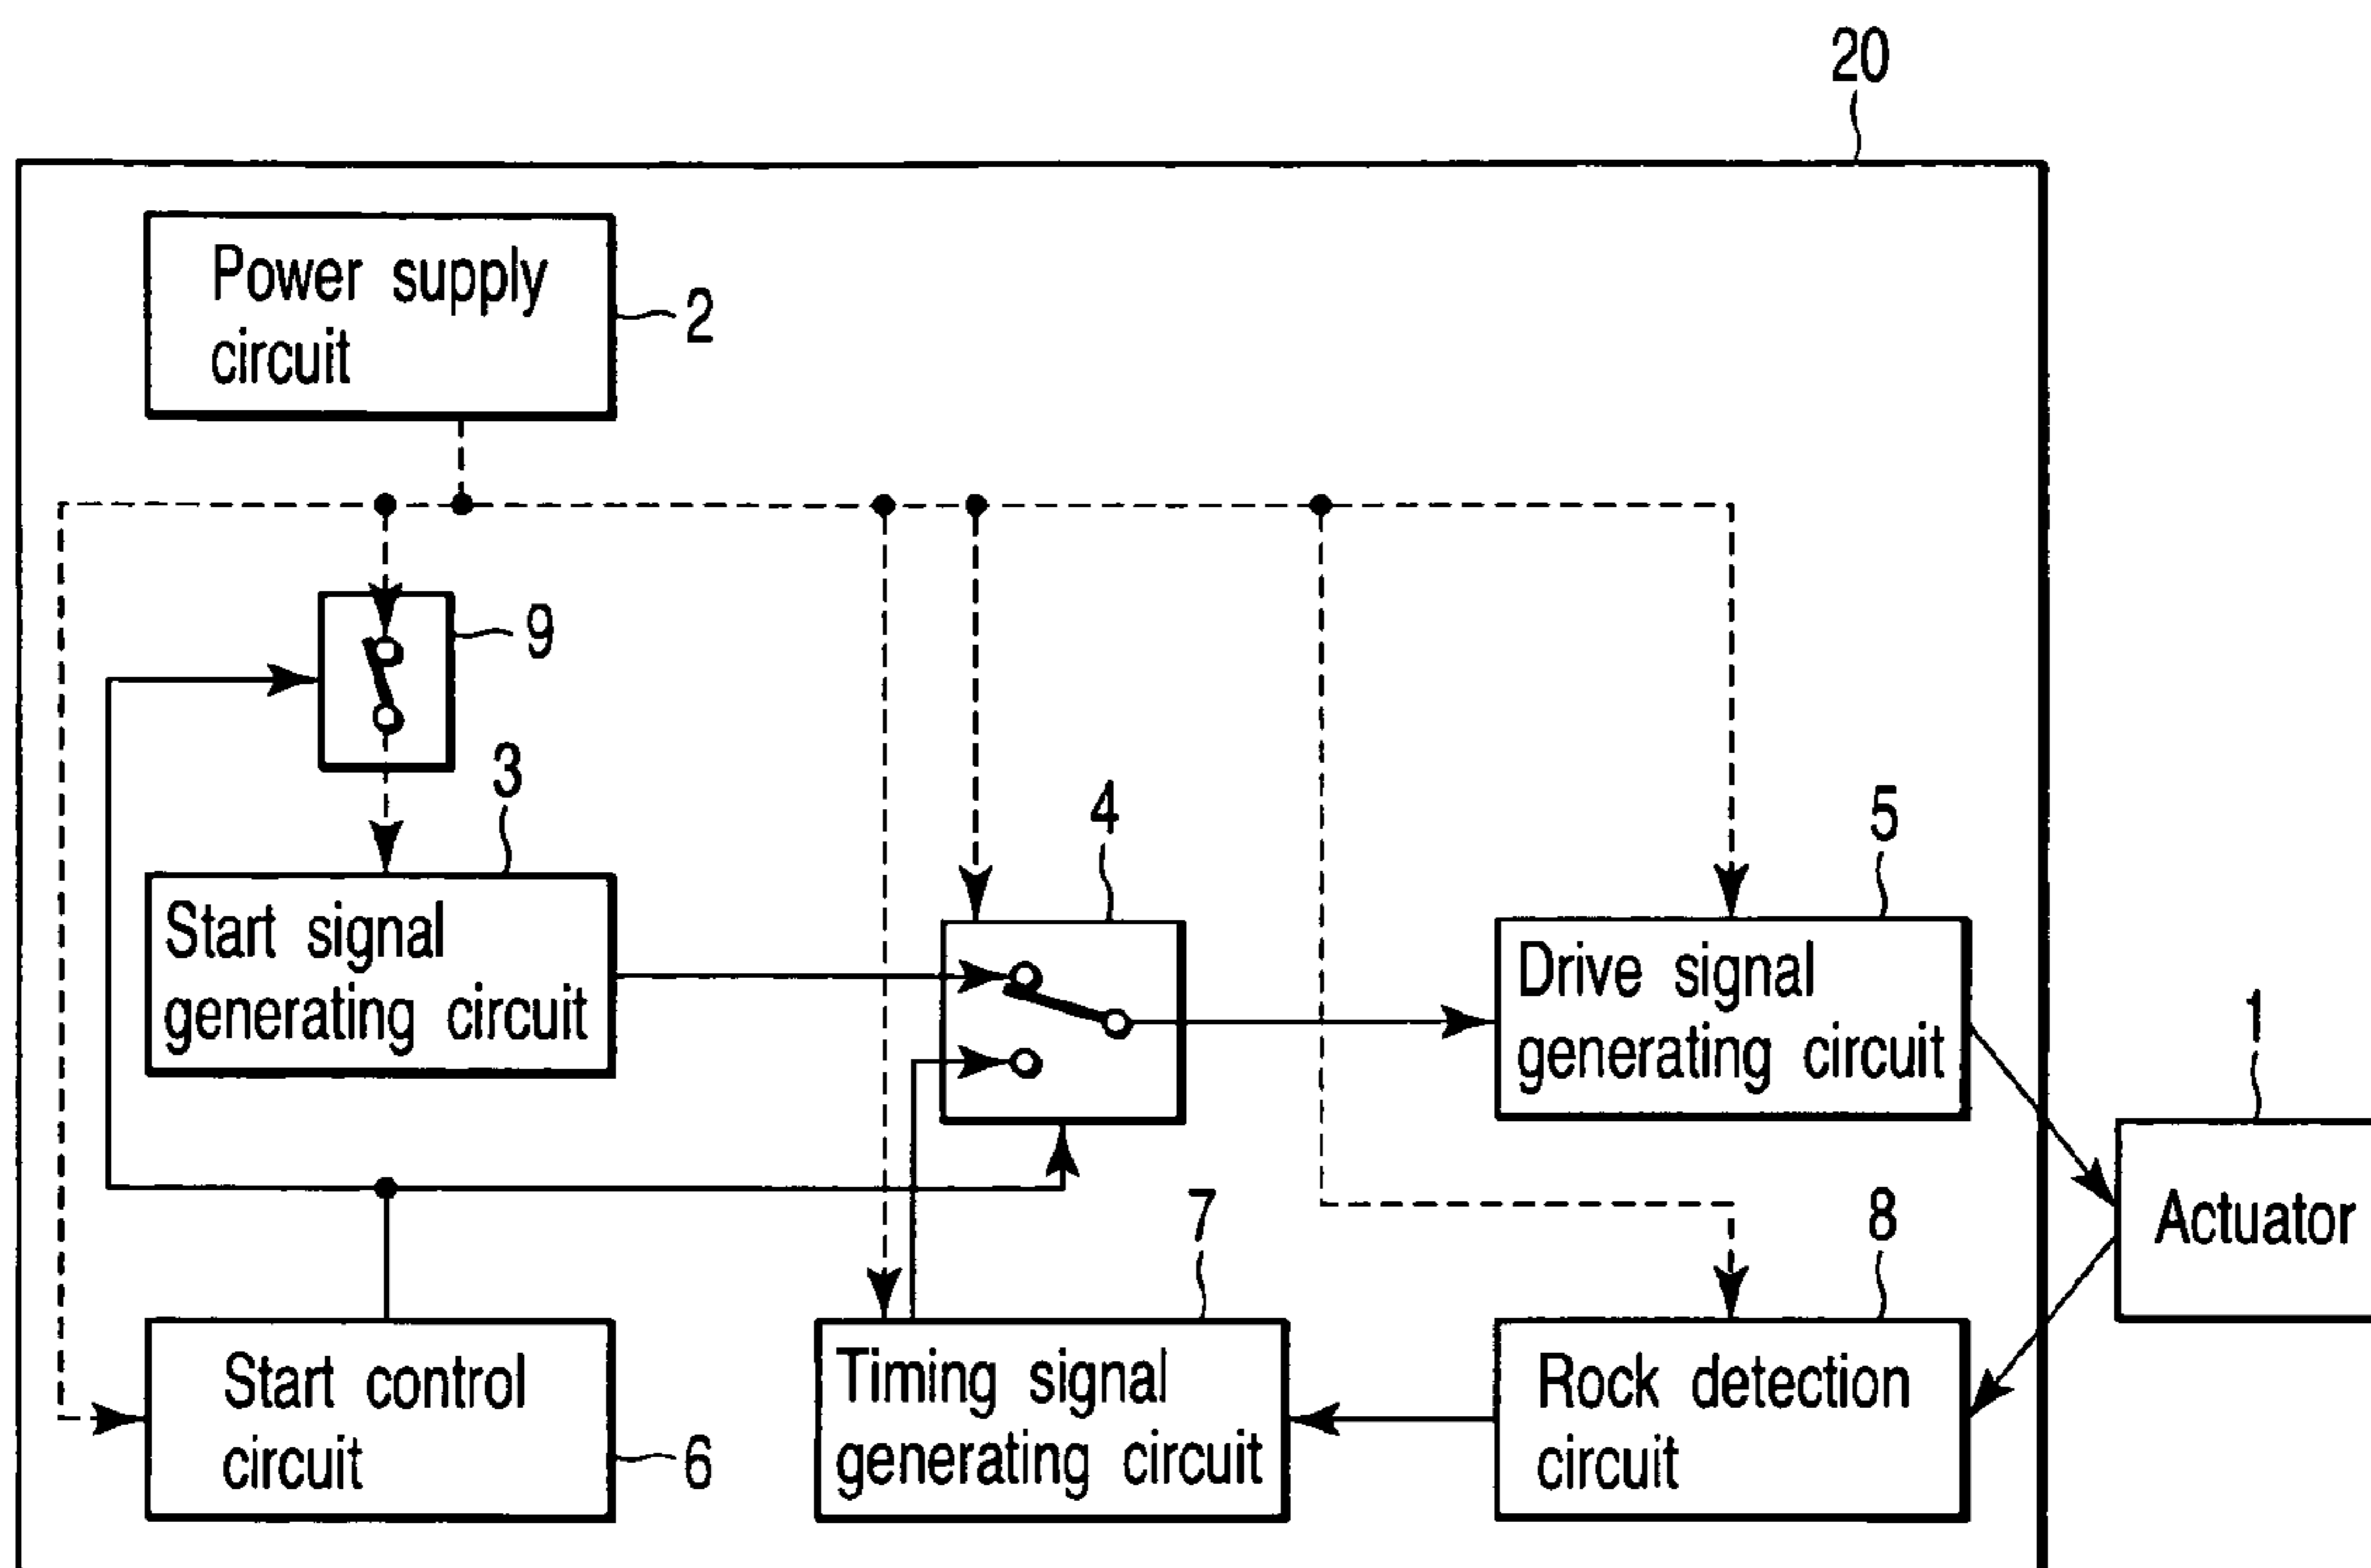 20
Power supply
circuit
2
9
3
Start signal
generating circuit
4
5
Drive signal
generating circuit
1
Actuator
Start control
circuit
6
7
Timing signal
generating circuit
8
Rock detection
circuit